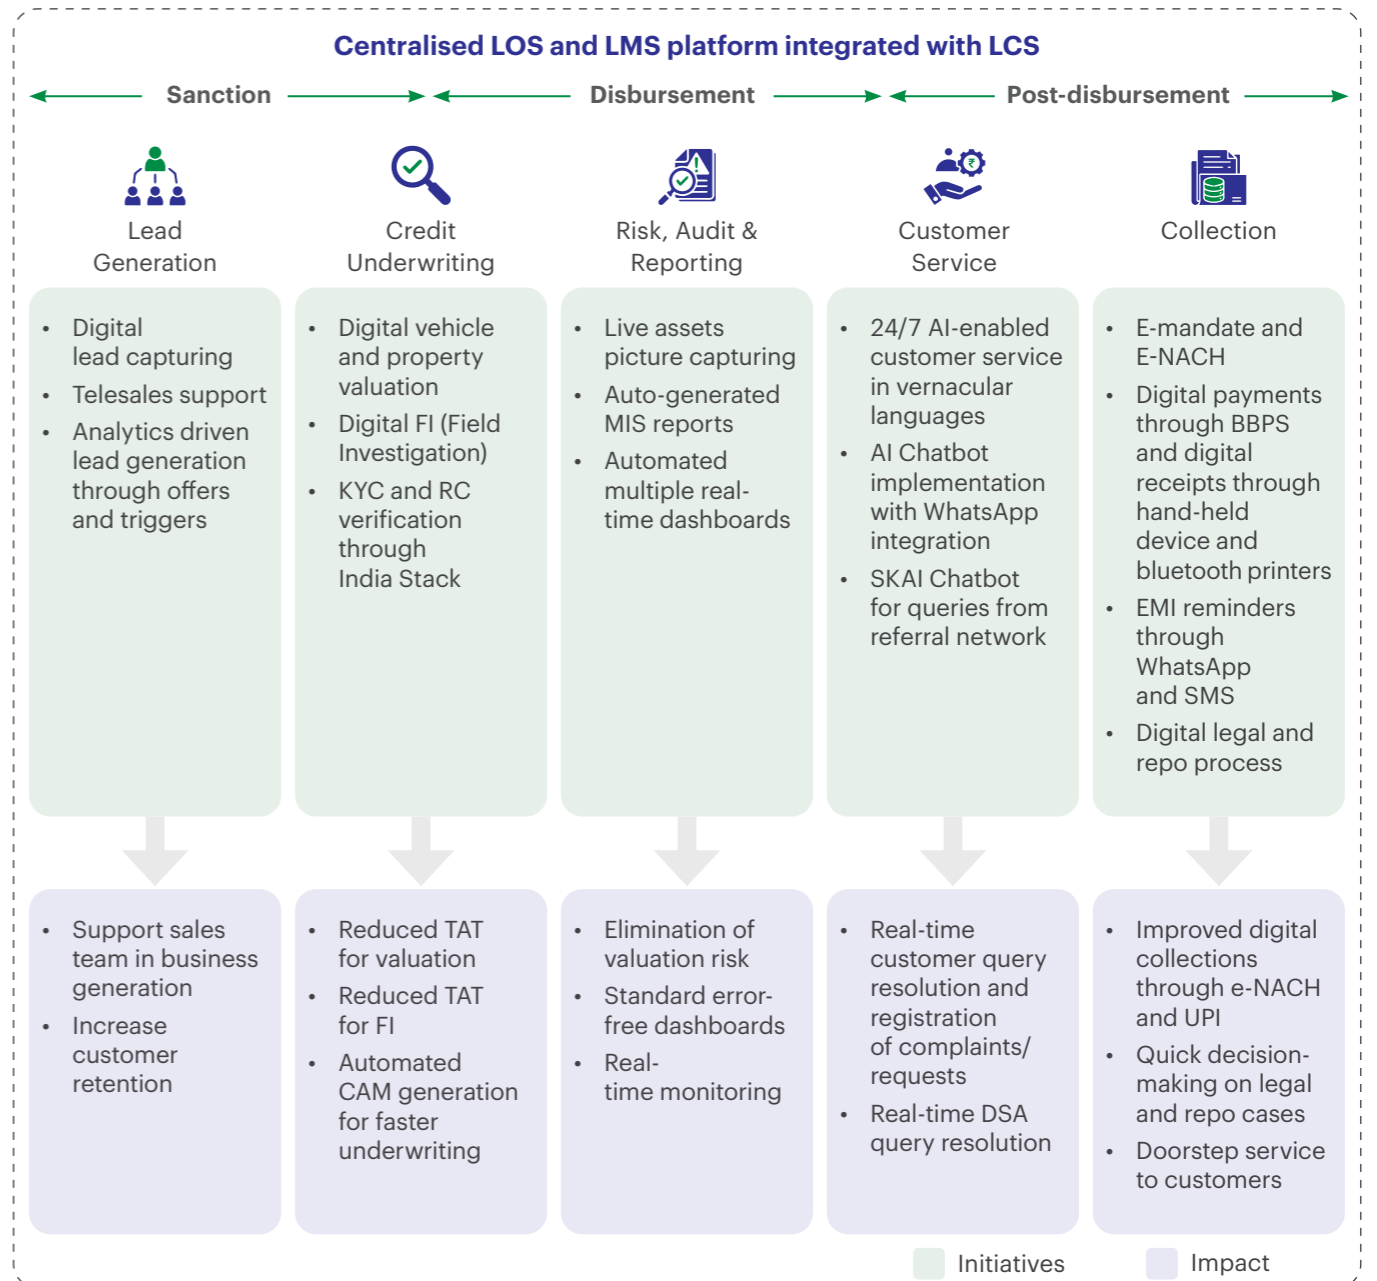 Centralised LOS and LMS platform integrated with LCS
Sanction
Disbursement
Post-disbursement
Lead
Generation
Credit
Underwriting
Risk, Audit &
Reporting
Customer
Service
Collection
• Digital
lead capturing
• Telesales support
• Analytics driven
lead generation
through offers
and triggers
• Digital vehicle
and property
valuation
• Digital FI (Field
Investigation)
• KYC and RC
verification
through
India Stack
• Live assets
picture capturing
• Auto-generated
MIS reports
• Automated
multiple real-
time dashboards
• 24/7 AI-enabled
customer service
in vernacular
languages
• AI Chatbot
implementation
with WhatsApp
integration
• SKAI Chatbot
for queries from
referral network
• E-mandate and
E-NACH
• Digital payments
through BBPS
and digital
receipts through
hand-held
device and
bluetooth printers
• EMI reminders
through
WhatsApp
and SMS
• Digital legal and
repo process
• Support sales
team in business
generation
• Increase
customer
retention
• Reduced TAT
for valuation
• Reduced TAT
for FI
• Automated
CAM generation
for faster
underwriting
• Elimination of
valuation risk
• Standard error-
free dashboards
• Real-
time monitoring
• Real-time
customer query
resolution and
registration
of complaints/
requests
• Real-time DSA
query resolution
• Improved digital
collections
through e-NACH
and UPI
• Quick decision-
making on legal
and repo cases
• Doorstep service
to customers
Initiatives
Impact